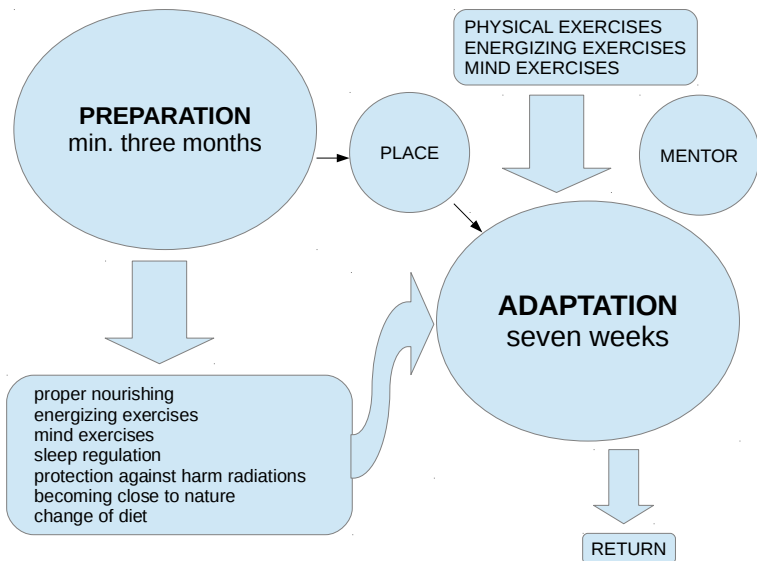 PHYSICAL EXERCISES
ENERGIZING EXERCISES
MIND EXERCISES
PREPARATION
min. three months
PLACE
MENTOR
ADAPTATION
seven weeks
proper nourishing
energizing exercises
mind exercises
sleep regulation
protection against harm radiations
becoming close to nature
change of diet
RETURN